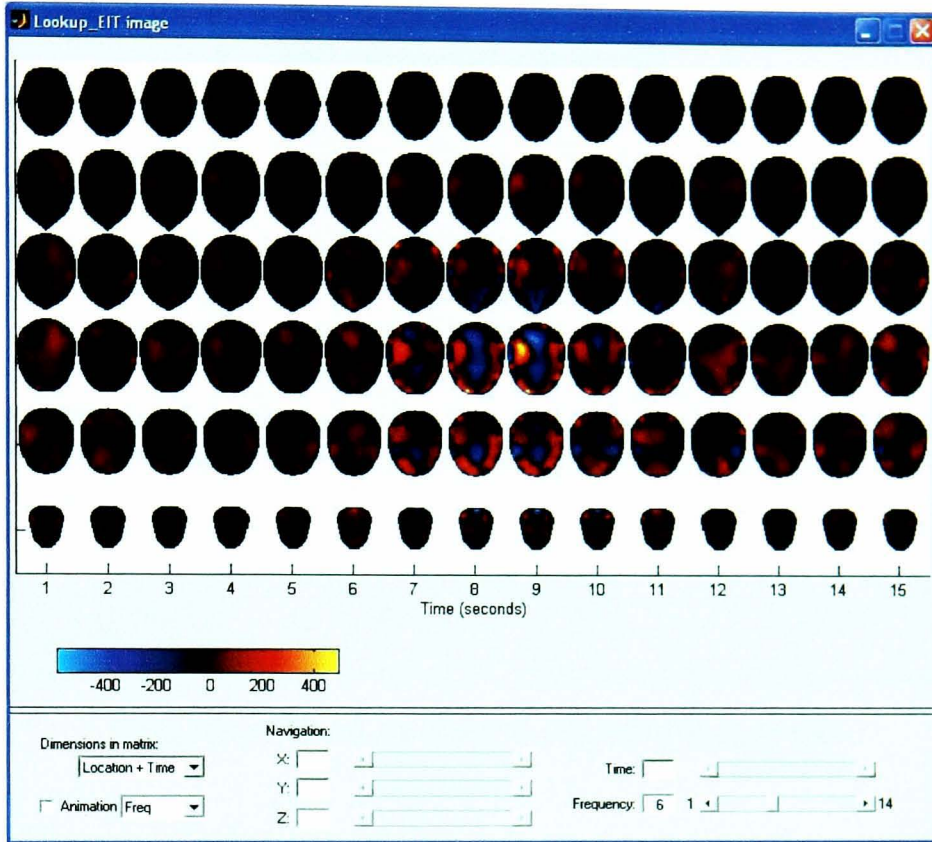 Lookup_EIT image
1 2 3 4 5 6 7 8 9 10 11 12 13 14 15
Time (seconds)
-400 -200 0 200 400
Dimensions in matrix:
Location + Time
Animation Freq
Navigation:
X:
Y:
Z:
Time:
Frequency: 6 1 14